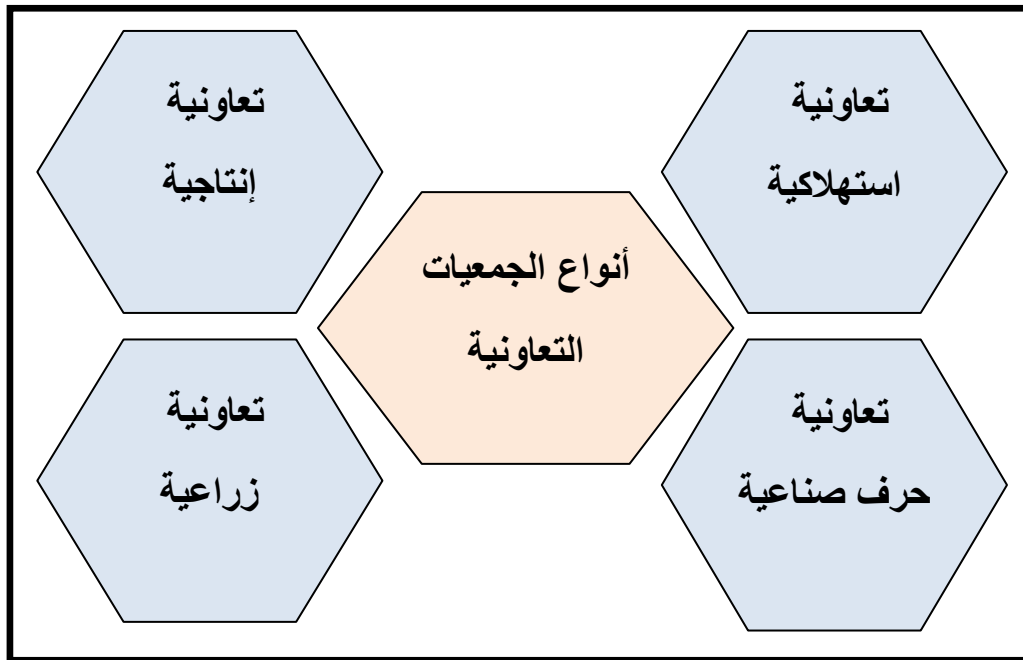 تعاونية
استهلاكية
تعاونية
إنتاجية
أنواع الجمعيات
التعاونية
تعاونية
حرف صناعية
تعاونية
زراعية